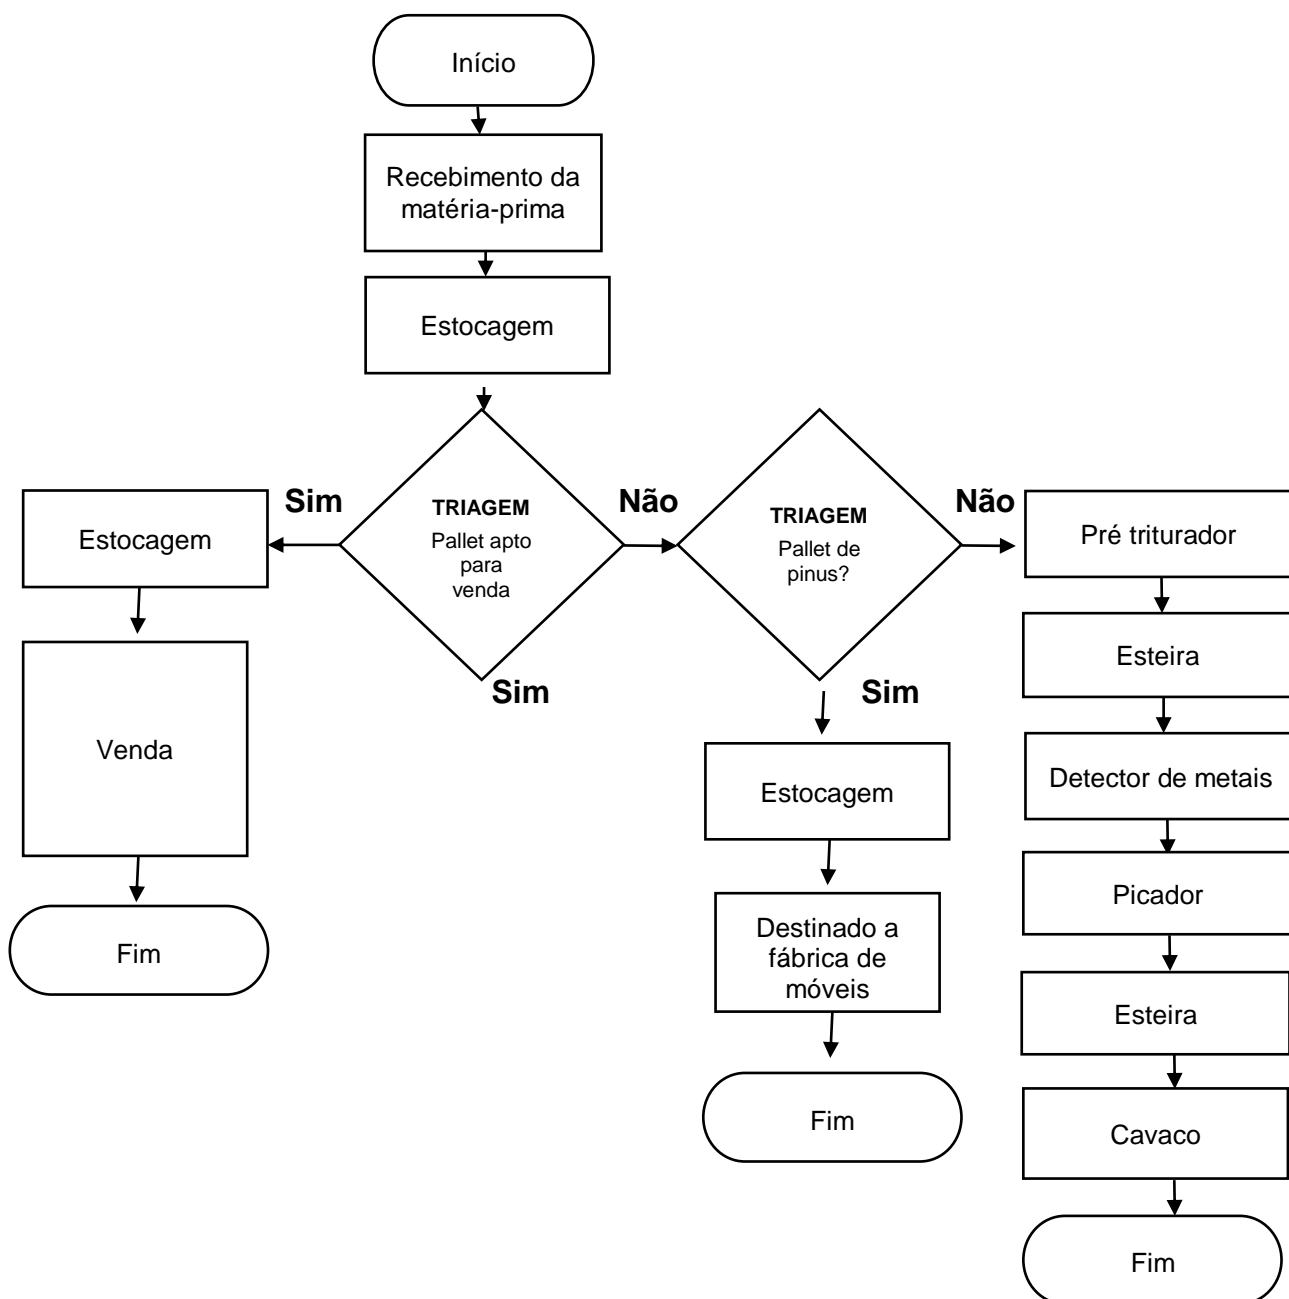 Início
Recebimento da
matéria-prima
Estocagem
Sim
TRIAGEM
Pallet apto
para
venda
Não
TRIAGEM
Pallet de
pinus?
Não
Estocagem
Pré triturador
Esteira
Sim
Sim
Venda
Estocagem
Detector de metais
Picador
Fim
Destinado a
fábrica de
móveis
Esteira
Fim
Cavaco
Fim